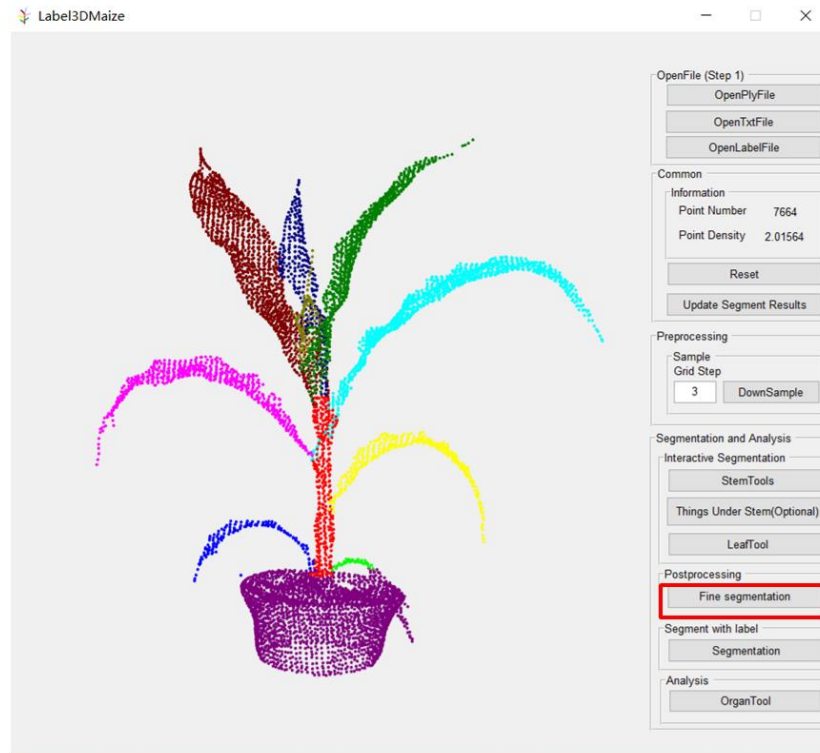 Label3DMaize
OpenFile (Step 1)
OpenPlyFile
OpenTxtFile
OpenLabelFile
Common
Information
Point Number 7664
Point Density 2.01564
Reset
Update Segment Results
Preprocessing
Sample
Grid Step
3 DownSample
Segmentation and Analysis
Interactive Segmentation
StemTools
Things Under Stem(Optional)
LeafTool
Postprocessing
Fine segmentation
Segment with label
Segmentation
Analysis
OrganTool